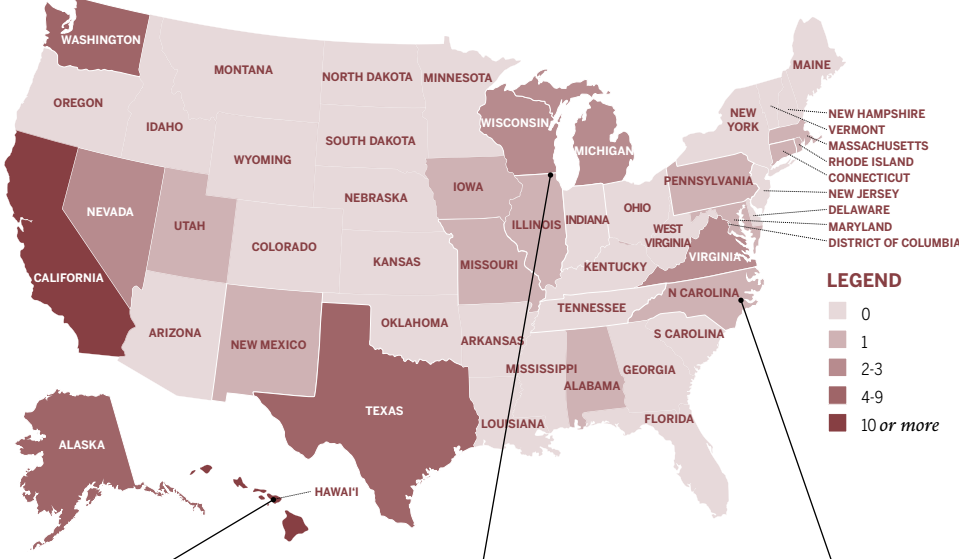 WASHINGTON
MONTANA
NORTH DAKOTA
MINNESOTA
MAINE
OREGON
IDAHO
WYOMING
SOUTH DAKOTA
WISCONSIN
MICHIGAN
NEW
YORK
NEW HAMPSHIRE
VERMONT
MASSACHUSETTS
RHODE ISLAND
CONNECTICUT
NEW JERSEY
DELAWARE
MARYLAND
DISTRICT OF COLUMBIA
NEVADA
UTAH
COLORADO
NEBRASKA
IOWA
ILLINOIS
INDIANA
OHIO
PENNSYLVANIA
WEST
VIRGINIA
VIRGINIA
CALIFORNIA
KANSAS
MISSOURI
KENTUCKY
ARIZONA
NEW MEXICO
OKLAHOMA
ARKANSAS
TENNESSEE
N CAROLINA
S CAROLINA
TEXAS
LOUISIANA
MISSISSIPPI
ALABAMA
GEORGIA
FLORIDA
ALASKA
HAWAI‘I
LEGEND
0
1
2-3
4-9
10 or more